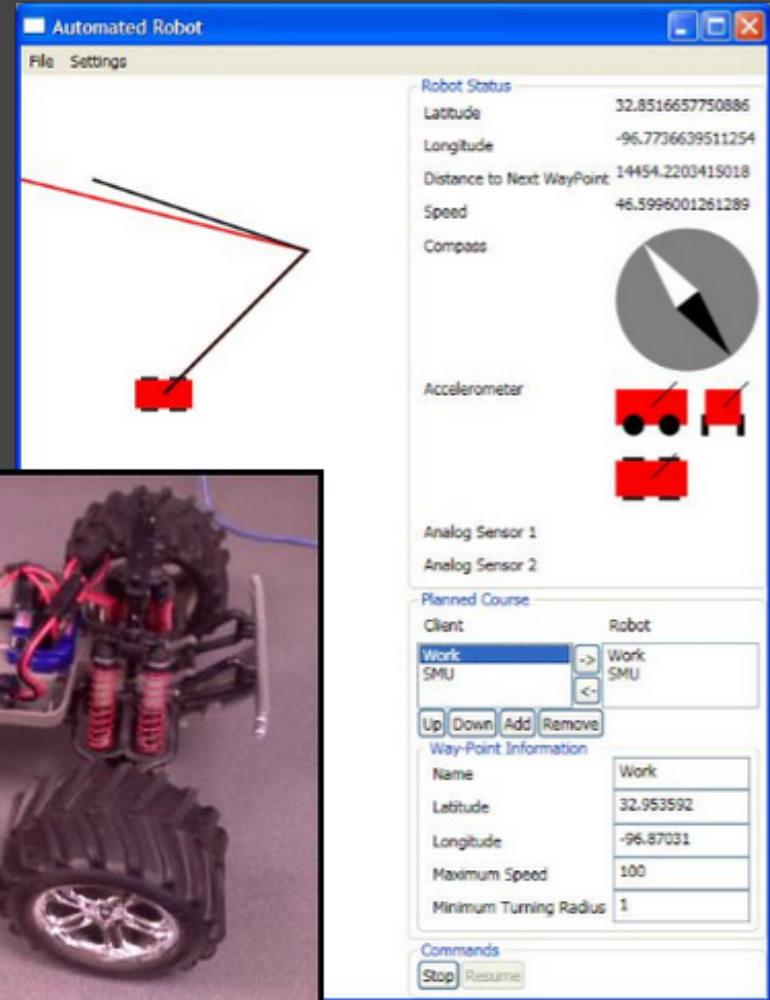 Automated Robot
File Settings
Robot Status
Latitude 32.8516657750886
Longitude -96.7736639511254
Distance to Next WayPoint 14454.2203415018
Speed 46.5996001261289
Compass
Accelerometer
Analog Sensor 1
Analog Sensor 2
Planned Course
Client Robot
Work -> Work
SMU <- SMU
Up Down Add Remove
Way-Point Information
Name Work
Latitude 32.953592
Longitude -96.87031
Maximum Speed 100
Minimum Turning Radius 1
Commands
Stop Resume